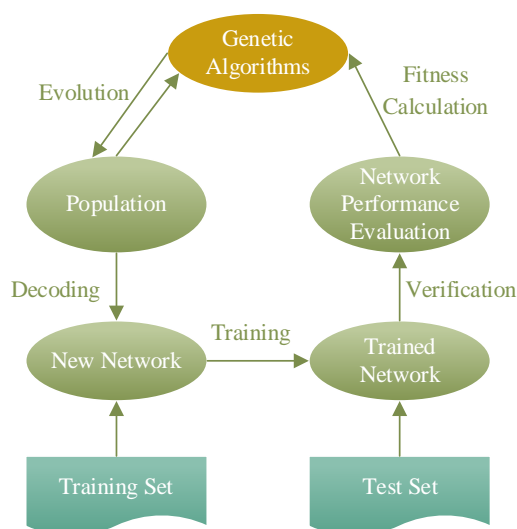 Genetic
Algorithms
Evolution
Fitness
Calculation
Population
Network
Performance
Evaluation
Decoding
Verification
New Network
Training
Trained
Network
Training Set
Test Set